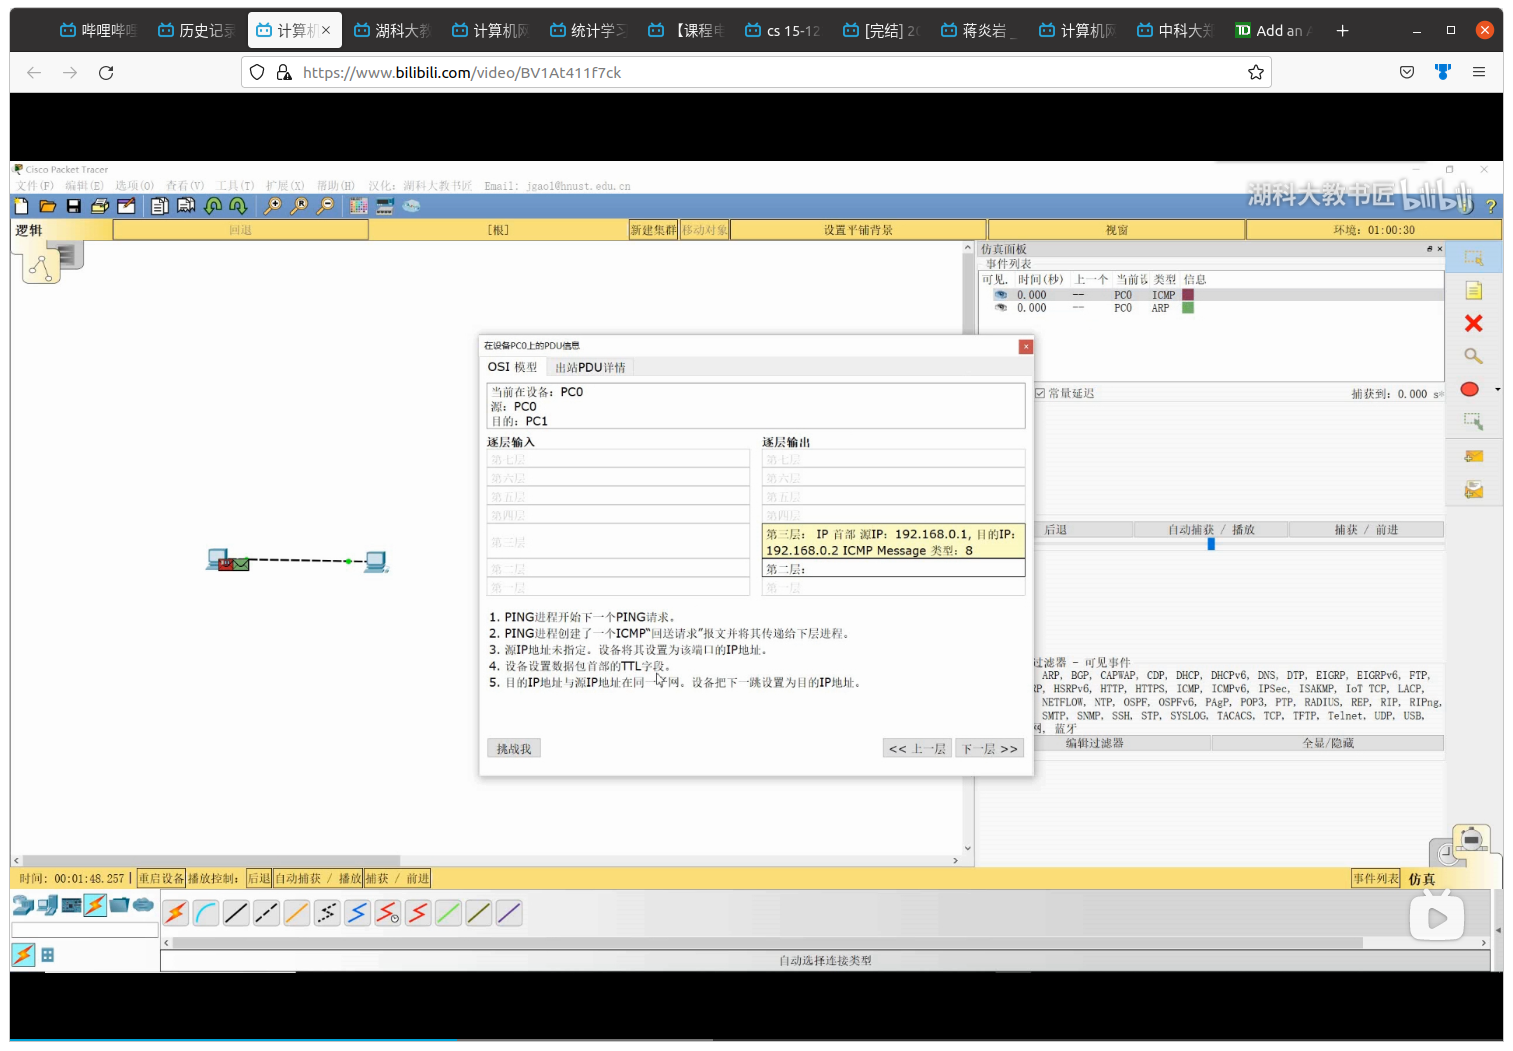 哔哩哔哩
历史记录
计算机
湖科大教
计算机网
统计学习
【课程电
cs 15-12
[完结] 20
蒋炎岩
计算机网
中科大郑
Add an
https://www.bilibili.com/video/BV1At411f7ck
Cisco Packet Tracer
文件(F) 编辑(E) 选项(O) 查看(V) 工具(T) 扩展(X) 帮助(H) 汉化: 湖科大教书匠 Email: jgao1@hnust.edu.cn
湖科大教书匠 bilibili
逻辑 回退 [根] 新建集群 移动对象 设置平铺背景 视窗 环境: 01:00:30
仿真面板
事件列表
可见. 时间(秒) 上一个 当前设 类型 信息
0.000 -- PC0 ICMP
0.000 -- PC0 ARP
在设备PC0上的PDU信息
OSI 模型 出站PDU详情
当前在设备: PC0
源: PC0
目的: PC1
逐层输入 逐层输出
第七层 第七层
第六层 第六层
第五层 第五层
第四层 第四层
第三层 第三层: IP 首部 源IP: 192.168.0.1, 目的IP:
192.168.0.2 ICMP Message 类型: 8
第二层 第二层:
第一层 第一层
1. PING进程开始下一个PING请求。
2. PING进程创建了一个ICMP“回送请求”报文并将其传递给下层进程。
3. 源IP地址未指定。设备将其设置为该端口的IP地址。
4. 设备设置数据包首部的TTL字段。
5. 目的IP地址与源IP地址在同一子网。设备把下一跳设置为目的IP地址。
挑战我 << 上一层 下一层 >>
常量延迟 捕获到: 0.000 s
后退 自动捕获 / 播放 捕获 / 前进
过滤器 - 可见事件
ARP, BGP, CAPWAP, CDP, DHCP, DHCPv6, DNS, DTP, EIGRP, EIGRPv6, FTP,
RP, HSRPv6, HTTP, HTTPS, ICMP, ICMPv6, IPSec, ISAKMP, IoT TCP, LACP,
NETFLOW, NTP, OSPF, OSPFv6, PAgP, POP3, PTP, RADIUS, REP, RIP, RIPng,
SMTP, SNMP, SSH, STP, SYSLOG, TACACS, TCP, TFTP, Telnet, UDP, USB,
网, 蓝牙
编辑过滤器 全显/隐藏
时间: 00:01:48.257 重启设备 播放控制: 后退 自动捕获 / 播放 捕获 / 前进 事件列表 仿真
自动选择连接类型